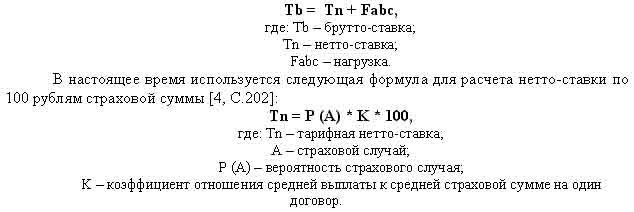 Tb = Tn + Fabc,
где: Tb – брутто-ставка;
Tn – нетто-ставка;
Fabc – нагрузка.
В настоящее время используется следующая формула для расчета нетто-ставки по
100 рублям страховой суммы [4, С.202]:
Tn = P (A) * K * 100,
где: Tn – тарифная нетто-ставка;
A – страховой случай;
P (A) – вероятность страхового случая;
K – коэффициент отношения средней выплаты к средней страховой сумме на один
договор.